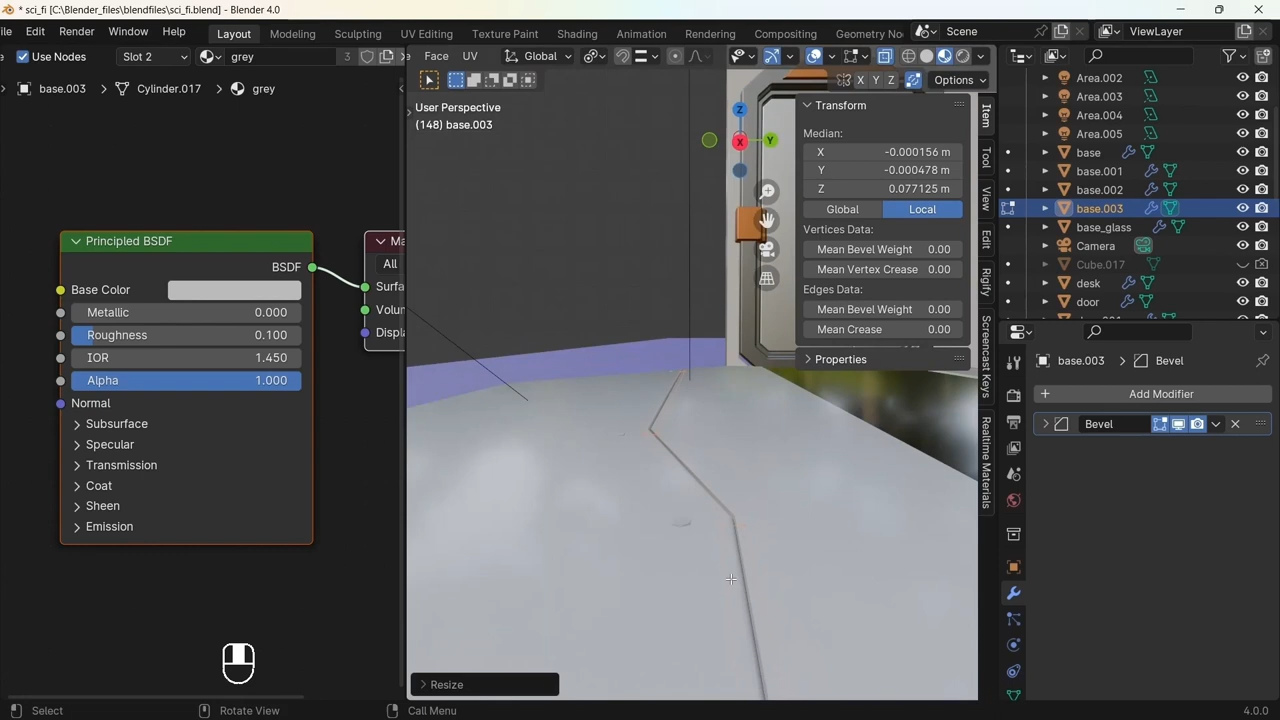 * sci_fi [C:\Blender_files\blendfiles\sci_fi.blend] - Blender 4.0
ile Edit Render Window Help Layout Modeling Sculpting UV Editing Texture Paint Shading Animation Rendering Compositing Geometry No Scene ViewLayer
Use Nodes Slot 2 grey 3 Face UV Global
base.003 Cylinder.017 grey X Y Z Options
User Perspective
(148) base.003
Z
X
Y
Transform
Median:
X -0.000156 m
Y -0.000478 m
Z 0.077125 m
Global Local
Vertices Data:
Mean Bevel Weight 0.00
Mean Vertex Crease 0.00
Edges Data:
Mean Bevel Weight 0.00
Mean Crease 0.00
Properties
Item
Tool
View
Edit
Rigify
Screencast Keys
Realtime Materials
Area.002
Area.003
Area.004
Area.005
base
base.001
base.002
base.003
base_glass
Camera
Cube.017
desk
door
base.003 Bevel
Add Modifier
Bevel
Principled BSDF
BSDF
Base Color
Metallic 0.000
Roughness 0.100
IOR 1.450
Alpha 1.000
Normal
Subsurface
Specular
Transmission
Coat
Sheen
Emission
Ma
All
Surfa
Volun
Displa
Resize
Select Rotate View Call Menu 4.0.0